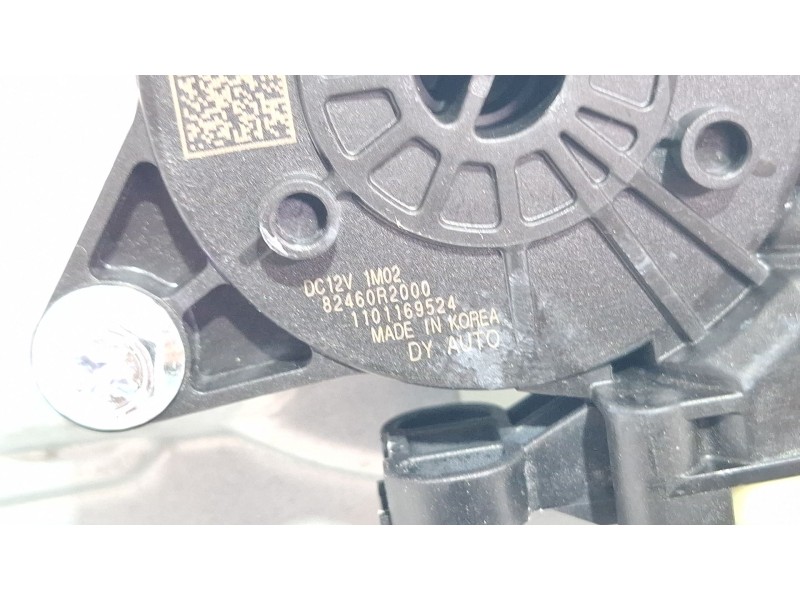 DC12V 1M02
82460R2000
1101169524
MADE IN KOREA
DY AUTO